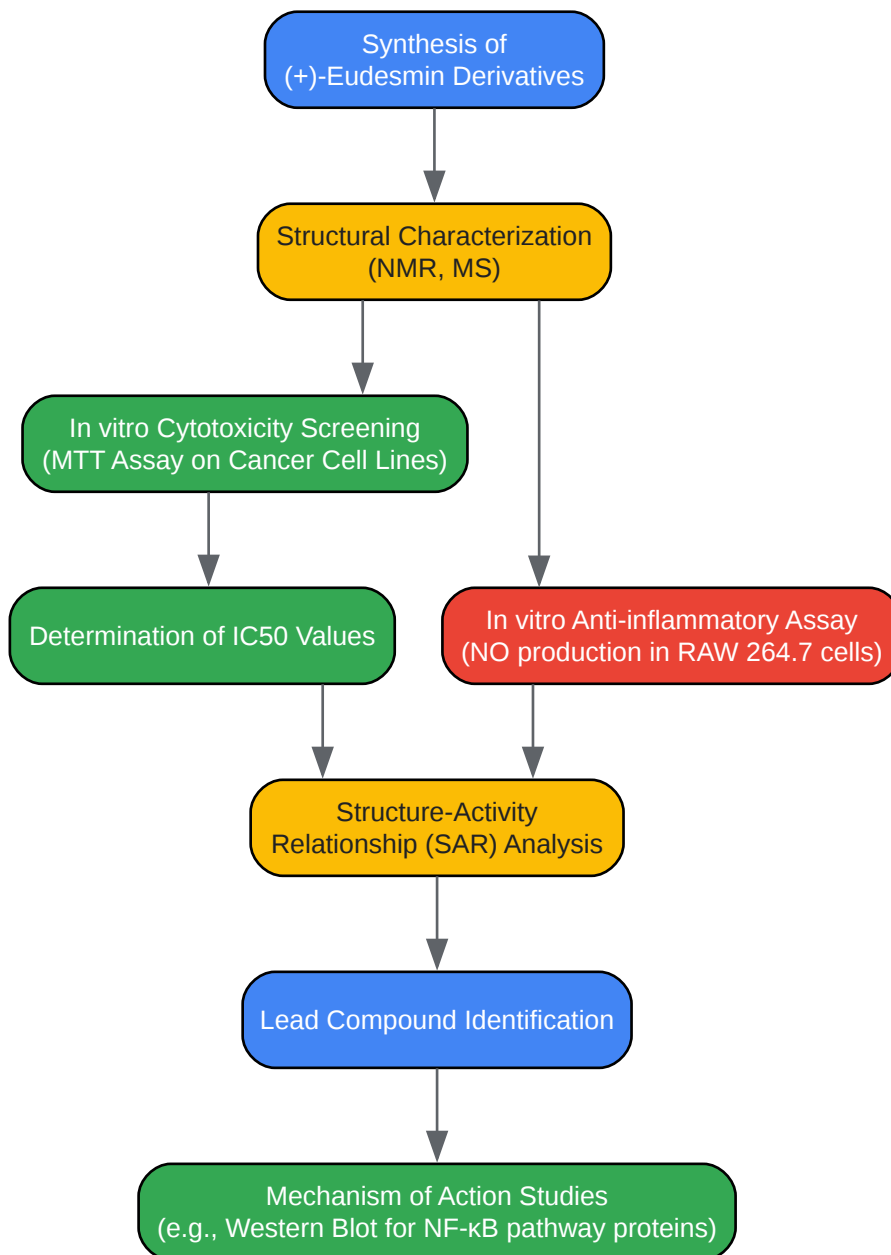 Synthesis of
(+)-Eudesmin Derivatives
Structural Characterization
(NMR, MS)
In vitro Cytotoxicity Screening
(MTT Assay on Cancer Cell Lines)
Determination of IC50 Values
In vitro Anti-inflammatory Assay
(NO production in RAW 264.7 cells)
Structure-Activity
Relationship (SAR) Analysis
Lead Compound Identification
Mechanism of Action Studies
(e.g., Western Blot for NF-κB pathway proteins)